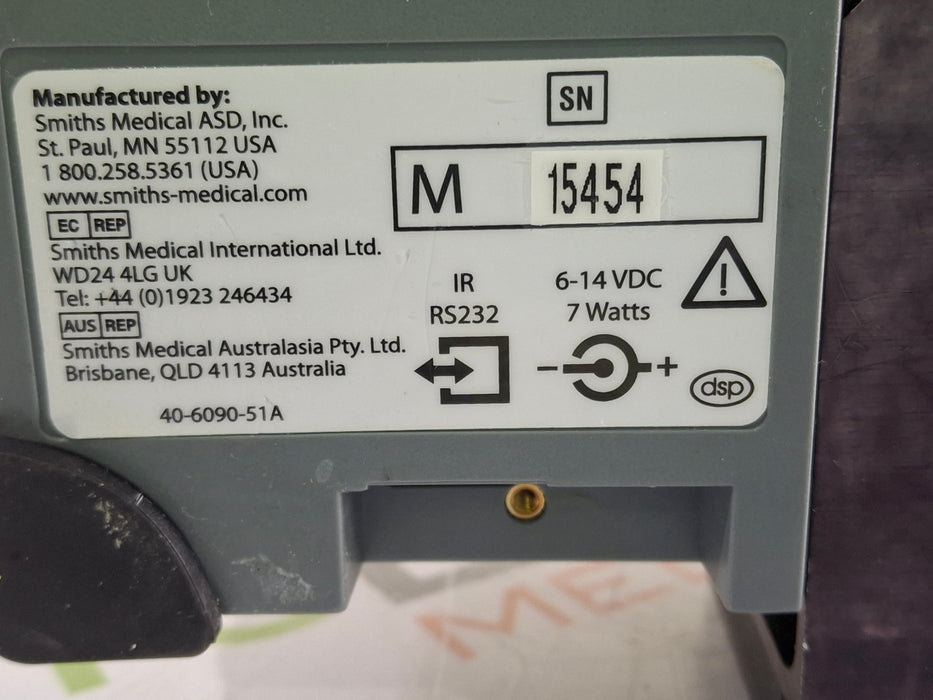 Manufactured by:
Smiths Medical ASD, Inc.
St. Paul, MN 55112 USA
1 800.258.5361 (USA)
www.smiths-medical.com
EC REP
Smiths Medical International Ltd.
WD24 4LG UK
Tel: +44 (0)1923 246434
AUS REP
Smiths Medical Australasia Pty. Ltd.
Brisbane, QLD 4113 Australia
40-6090-51A
SN
M 15454
IR
RS232
6-14 VDC
7 Watts
- +
dsp